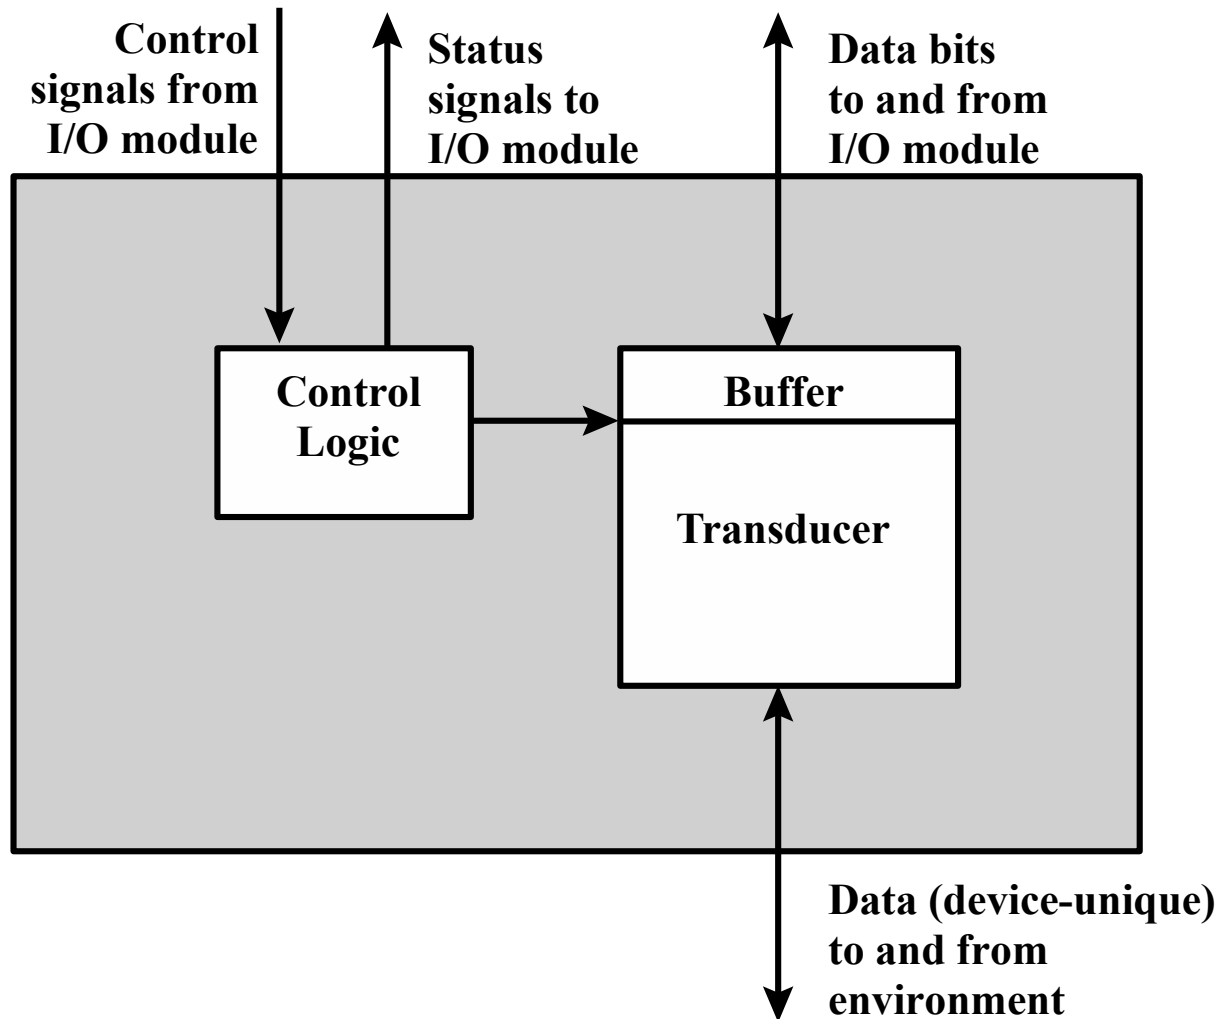 Control
signals from
I/O module
Status
signals to
I/O module
Data bits
to and from
I/O module
Control
Logic
Buffer
Transducer
Data (device-unique)
to and from
environment